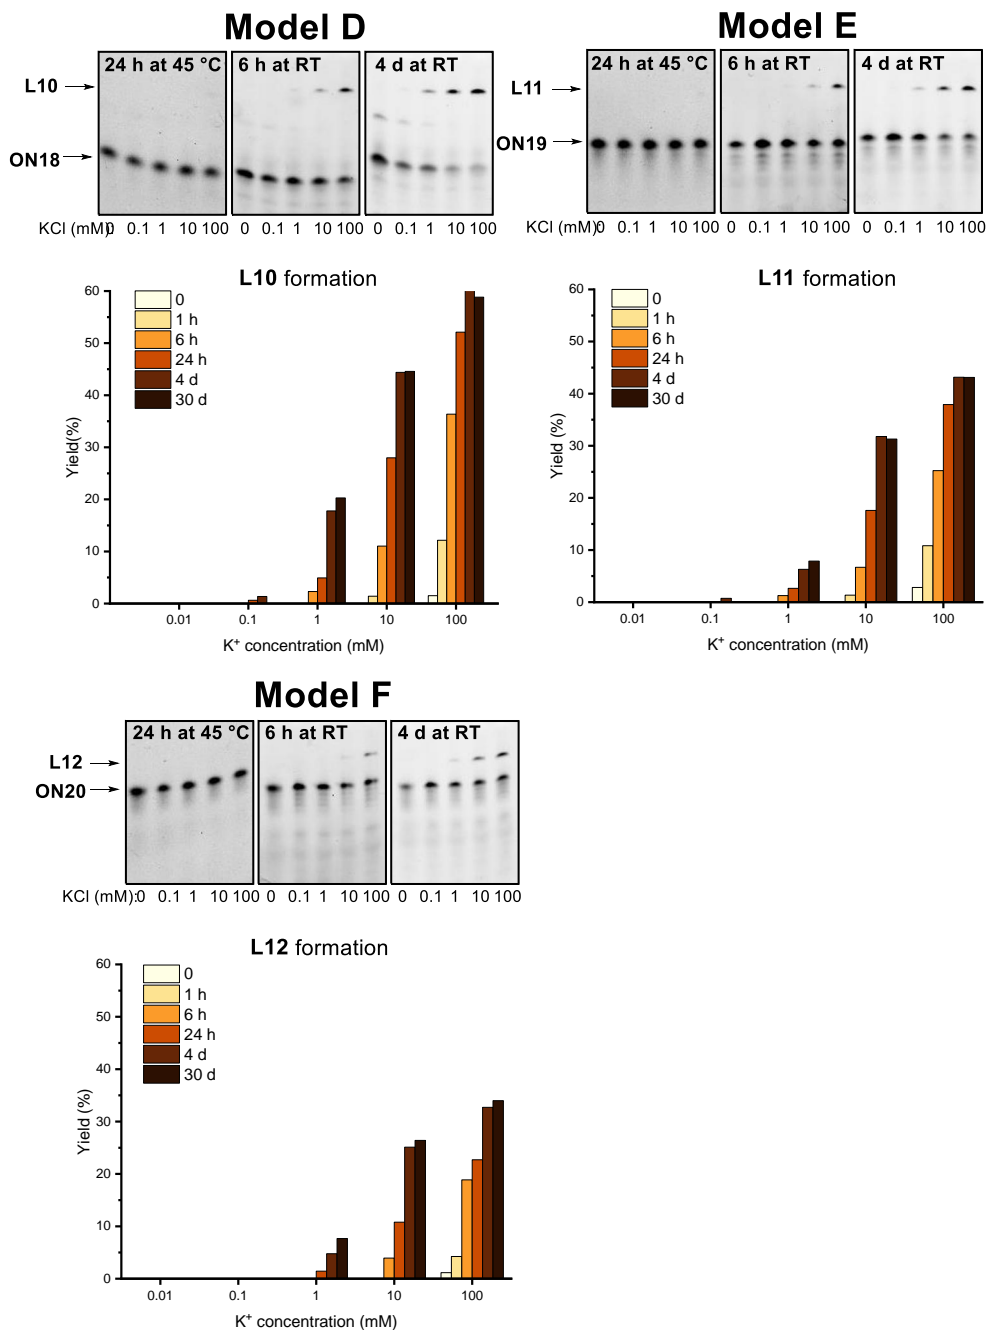 Model D
24 h at 45 °C 6 h at RT 4 d at RT
L10
ON18
KCl (mM): 0 0.1 1 10 100 0 0.1 1 10 100 0 0.1 1 10 100
Model E
24 h at 45 °C 6 h at RT 4 d at RT
L11
ON19
KCl (mM): 0 0.1 1 10 100 0 0.1 1 10 100 0 0.1 1 10 100
L10 formation
60
50
40
30
20
10
0
Yield(%)
0
1 h
6 h
24 h
4 d
30 d
0.01 0.1 1 10 100
K⁺ concentration (mM)
L11 formation
60
50
40
30
20
10
0
Yield (%)
0
1 h
6 h
24 h
4 d
30 d
0.01 0.1 1 10 100
K⁺ concentration (mM)
Model F
24 h at 45 °C 6 h at RT 4 d at RT
L12
ON20
KCl (mM): 0 0.1 1 10 100 0 0.1 1 10 100 0 0.1 1 10 100
L12 formation
60
50
40
30
20
10
0
Yield (%)
0
1 h
6 h
24 h
4 d
30 d
0.01 0.1 1 10 100
K⁺ concentration (mM)